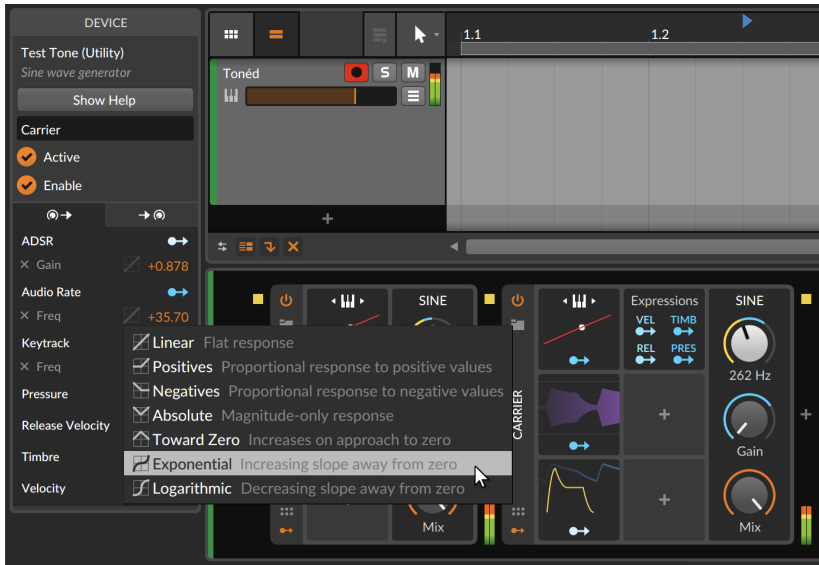 DEVICE
Test Tone (Utility)
Sine wave generator
Show Help
Carrier
Active
Enable
ADSR
Gain +0.878
Audio Rate
Freq +35.70
Keytrack
Freq
Pressure
Release Velocity
Timbre
Velocity
1.1 1.2
Tonéd
S M
+
SINE
Mix
Linear Flat response
Positives Proportional response to positive values
Negatives Proportional response to negative values
Absolute Magnitude-only response
Toward Zero Increases on approach to zero
Exponential Increasing slope away from zero
Logarithmic Decreasing slope away from zero
CARRIER
Expressions
VEL TIMB
REL PRES
SINE
262 Hz
+
Gain
+
+
Mix